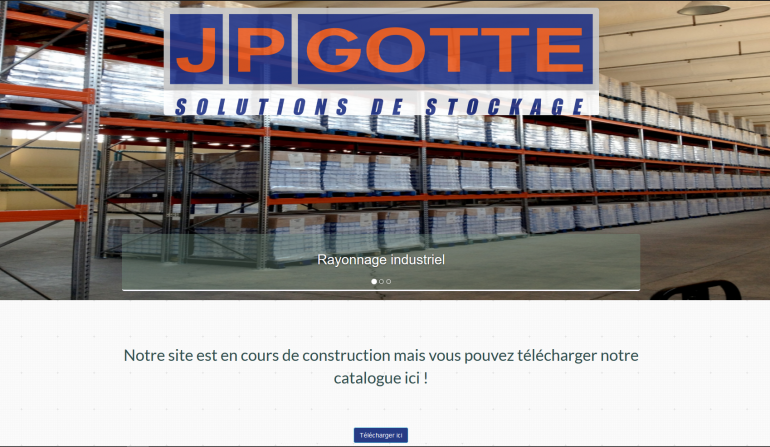 JP GOTTE
SOLUTIONS DE STOCKAGE
Rayonnage industriel
Notre site est en cours de construction mais vous pouvez télécharger notre
catalogue ici !
Télécharger ici